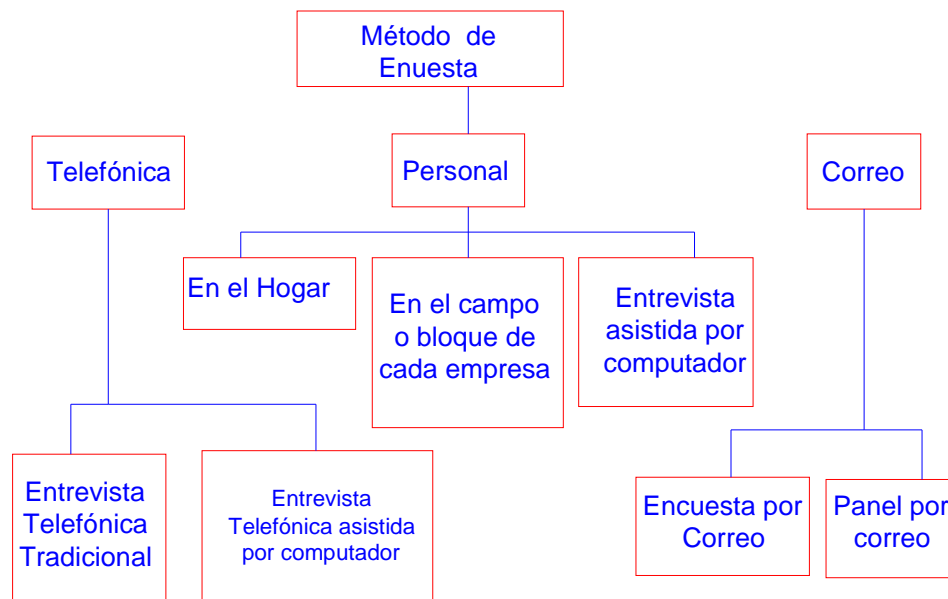 Método de
Enuesta
Telefónica
Personal
Correo
En el Hogar
En el campo
o bloque de
cada empresa
Entrevista
asistida por
computador
Entrevista
Telefónica
Tradicional
Entrevista
Telefónica asistida
por computador
Encuesta por
Correo
Panel por
correo